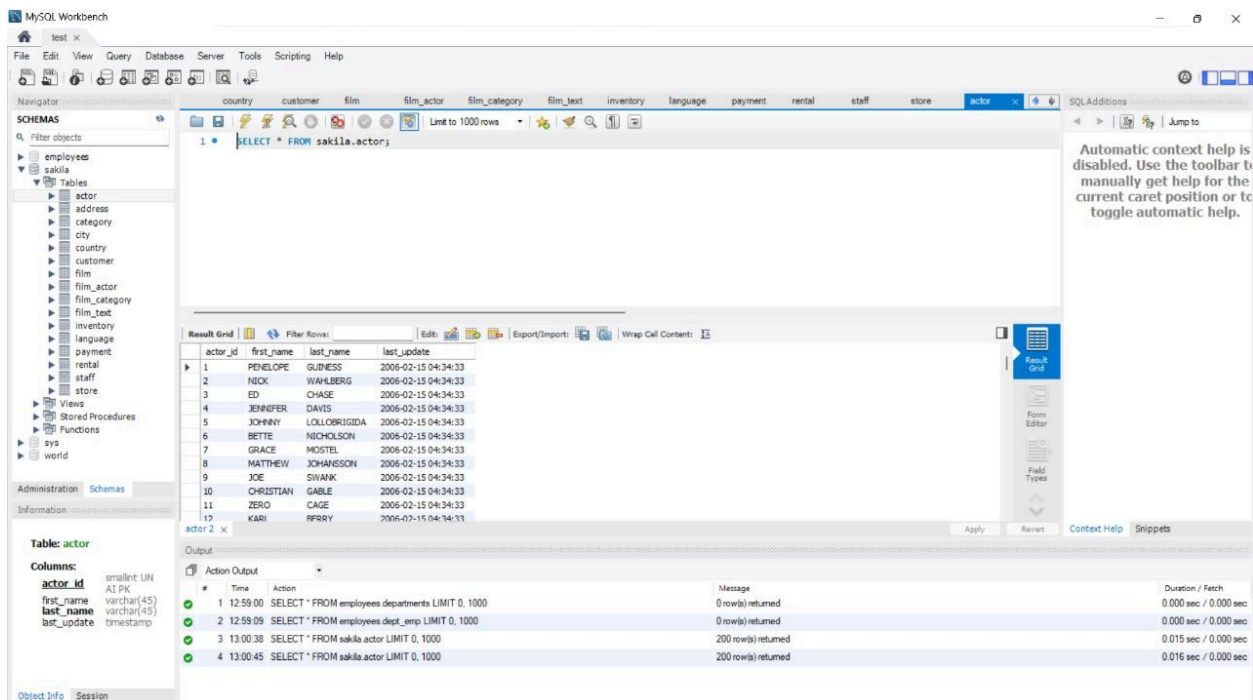 MySQL Workbench
test ×
File Edit View Query Database Server Tools Scripting Help
Navigator
SCHEMAS
Filter objects
employees
sakila
Tables
actor
address
category
city
country
customer
film
film_actor
film_category
film_text
inventory
language
payment
rental
staff
store
Views
Stored Procedures
Functions
sys
world
Administration Schemas
Information
Table: actor
Columns:
actor_id smallint UN AI PK
first_name varchar(45)
last_name varchar(45)
last_update timestamp
Object Info Session
country customer film film_actor film_category film_text inventory language payment rental staff store actor ×
Limit to 1000 rows
1 SELECT * FROM sakila.actor;
Result Grid Filter Rows: Edit: Export/Import: Wrap Cell Content:
actor_id first_name last_name last_update
1 PENELOPE GUINESS 2006-02-15 04:34:33
2 NICK WAHLBERG 2006-02-15 04:34:33
3 ED CHASE 2006-02-15 04:34:33
4 JENNIFER DAVIS 2006-02-15 04:34:33
5 JOHNNY LOLLOBRIGIDA 2006-02-15 04:34:33
6 BETTE NICHOLSON 2006-02-15 04:34:33
7 GRACE MOSTEL 2006-02-15 04:34:33
8 MATTHEW JOHANSSON 2006-02-15 04:34:33
9 JOE SWANK 2006-02-15 04:34:33
10 CHRISTIAN GABLE 2006-02-15 04:34:33
11 ZERO CAGE 2006-02-15 04:34:33
12 KARL BERRY 2006-02-15 04:34:33
Result Grid
Form Editor
Field Types
actor 2 × Apply Revert
Output
Action Output
# Time Action Message Duration / Fetch
1 12:59:00 SELECT * FROM employees.departments LIMIT 0, 1000 0 row(s) returned 0.000 sec / 0.000 sec
2 12:59:09 SELECT * FROM employees.dept_emp LIMIT 0, 1000 0 row(s) returned 0.000 sec / 0.000 sec
3 13:00:38 SELECT * FROM sakila.actor LIMIT 0, 1000 200 row(s) returned 0.015 sec / 0.000 sec
4 13:00:45 SELECT * FROM sakila.actor LIMIT 0, 1000 200 row(s) returned 0.016 sec / 0.000 sec
SQLAdditions
Jump to
Automatic context help is
disabled. Use the toolbar to
manually get help for the
current caret position or to
toggle automatic help.
Context Help Snippets